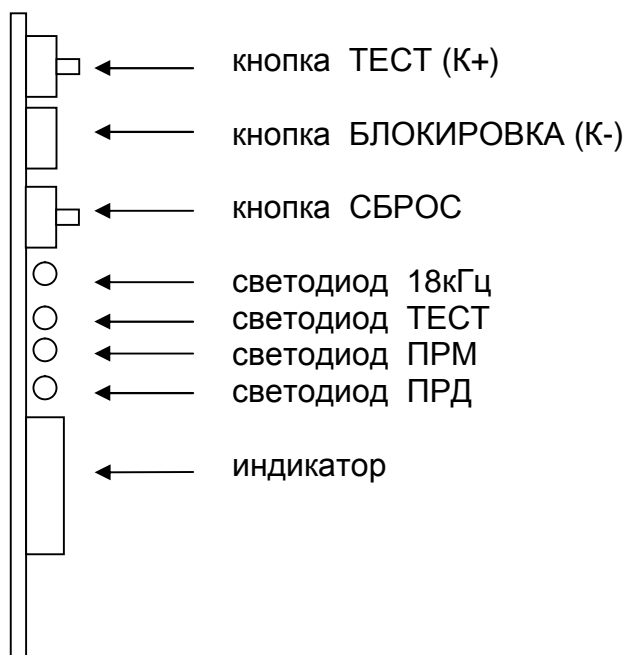 кнопка ТЕСТ (К+)
кнопка БЛОКИРОВКА (К-)
кнопка СБРОС
светодиод 18кГц
светодиод ТЕСТ
светодиод ПРМ
светодиод ПРД
индикатор